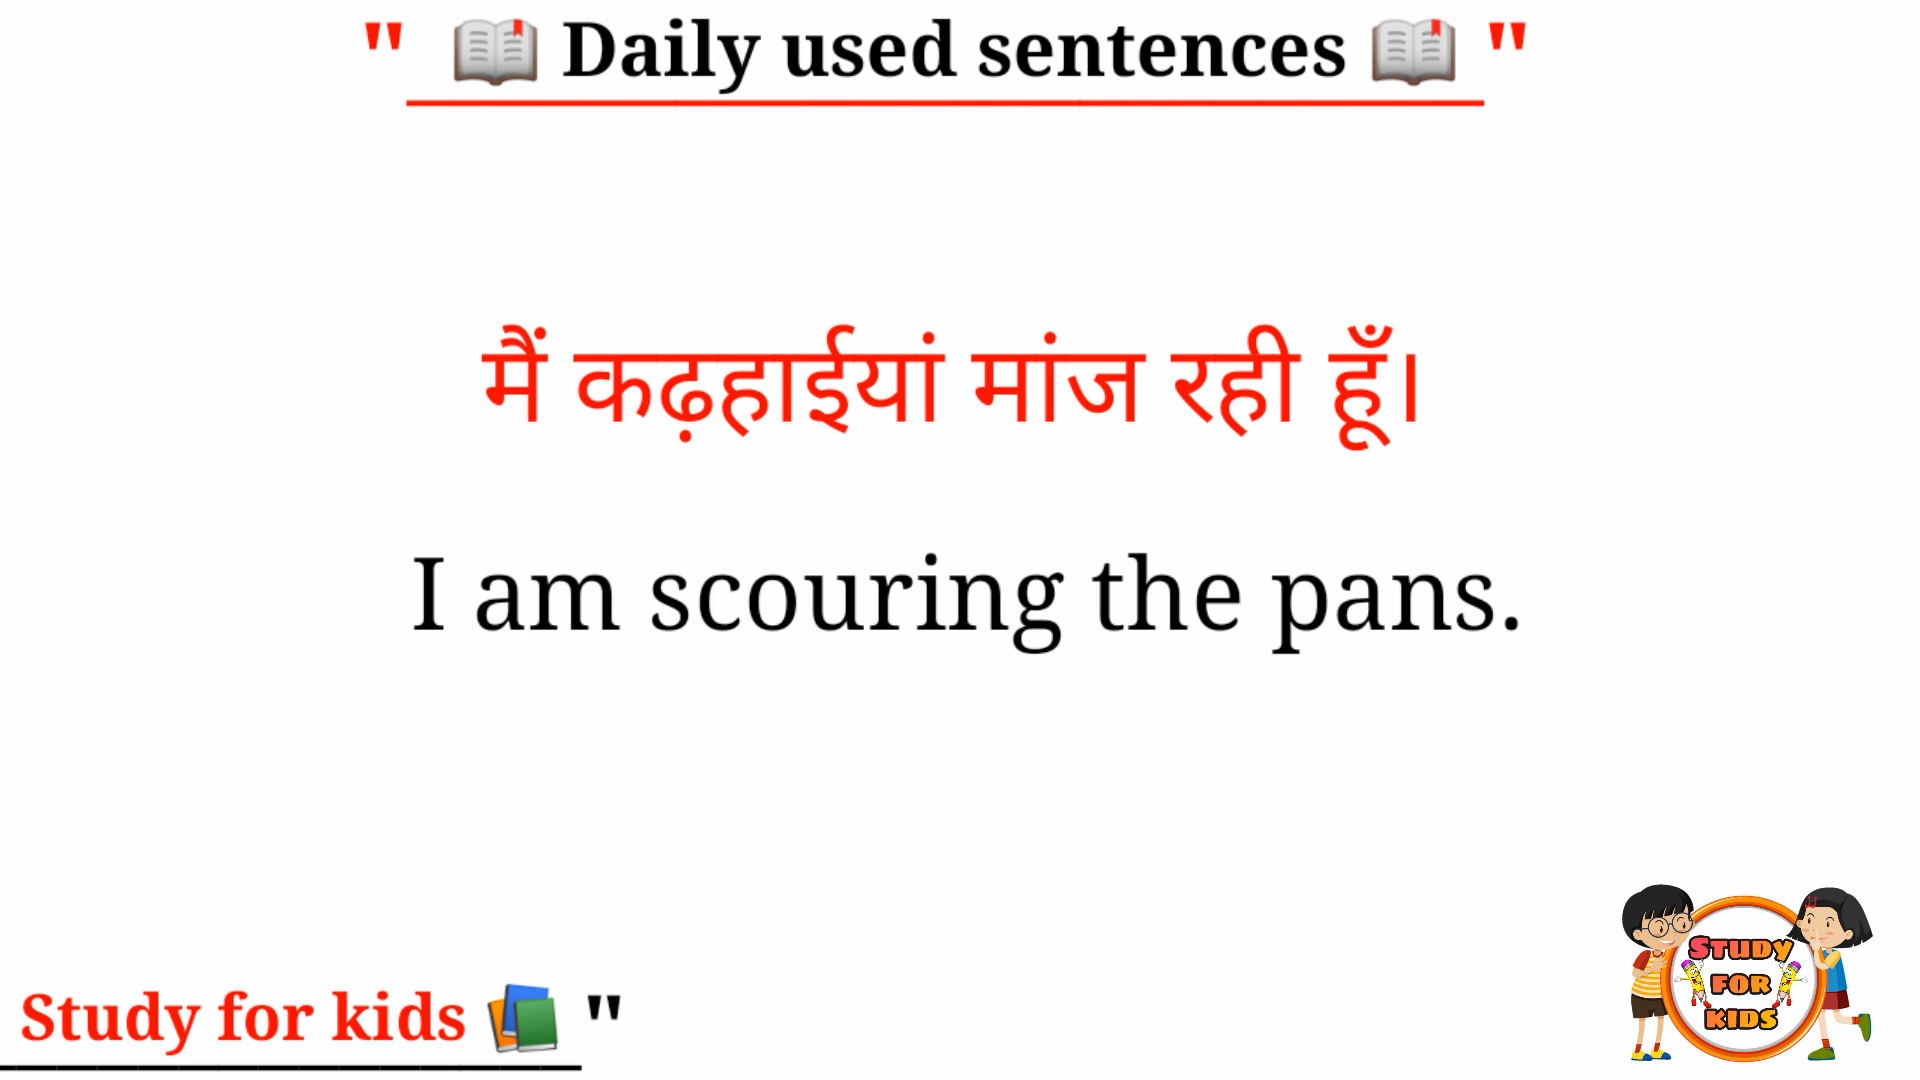 " 📖 Daily used sentences 📖 "
मैं कढ़हाईयां मांज रही हूँ।
I am scouring the pans.
Study for kids 📚 "
STUDY
FOR
KIDS